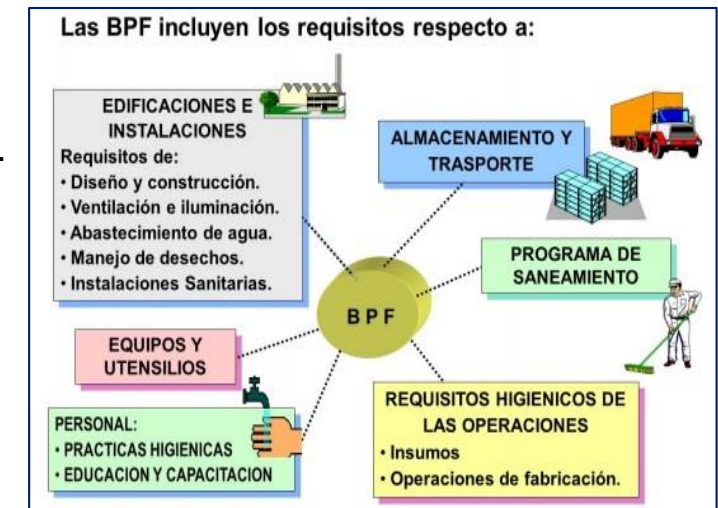 Las BPF incluyen los requisitos respecto a:
EDIFICACIONES E
INSTALACIONES
Requisitos de:
• Diseño y construcción.
• Ventilación e iluminación.
• Abastecimiento de agua.
• Manejo de desechos.
• Instalaciones Sanitarias.
ALMACENAMIENTO Y
TRASPORTE
PROGRAMA DE
SANEAMIENTO
B P F
EQUIPOS Y
UTENSILIOS
PERSONAL:
• PRACTICAS HIGIENICAS
• EDUCACION Y CAPACITACION
REQUISITOS HIGIENICOS DE
LAS OPERACIONES
• Insumos
• Operaciones de fabricación.